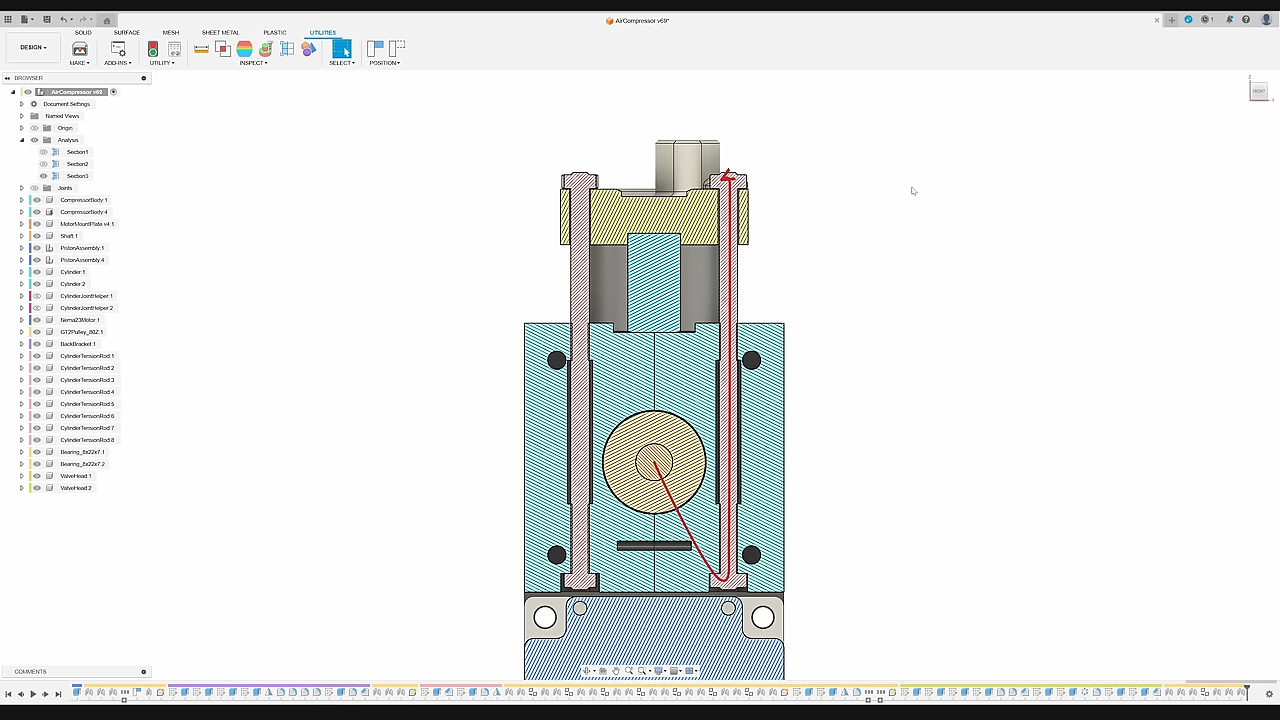 AirCompressor v69*
1
DESIGN
SOLID SURFACE MESH SHEET METAL PLASTIC UTILITIES
MAKE ADD-INS UTILITY INSPECT SELECT POSITION
BROWSER
FRONT
AirCompressor v69
Document Settings
Named Views
Origin
Analysis
Section1
Section2
Section3
Joints
CompressorBody:1
CompressorBody:4
MotorMountPlate v4:1
Shaft:1
PistonAssembly:1
PistonAssembly:4
Cylinder:1
Cylinder:2
CylinderJointHelper:1
CylinderJointHelper:2
Nema23Motor:1
GT2Pulley_80Z:1
BackBracket:1
CylinderTensionRod:1
CylinderTensionRod:2
CylinderTensionRod:3
CylinderTensionRod:4
CylinderTensionRod:5
CylinderTensionRod:6
CylinderTensionRod:7
CylinderTensionRod:8
Bearing_8x22x7:1
Bearing_8x22x7:2
ValveHead:1
ValveHead:2
COMMENTS